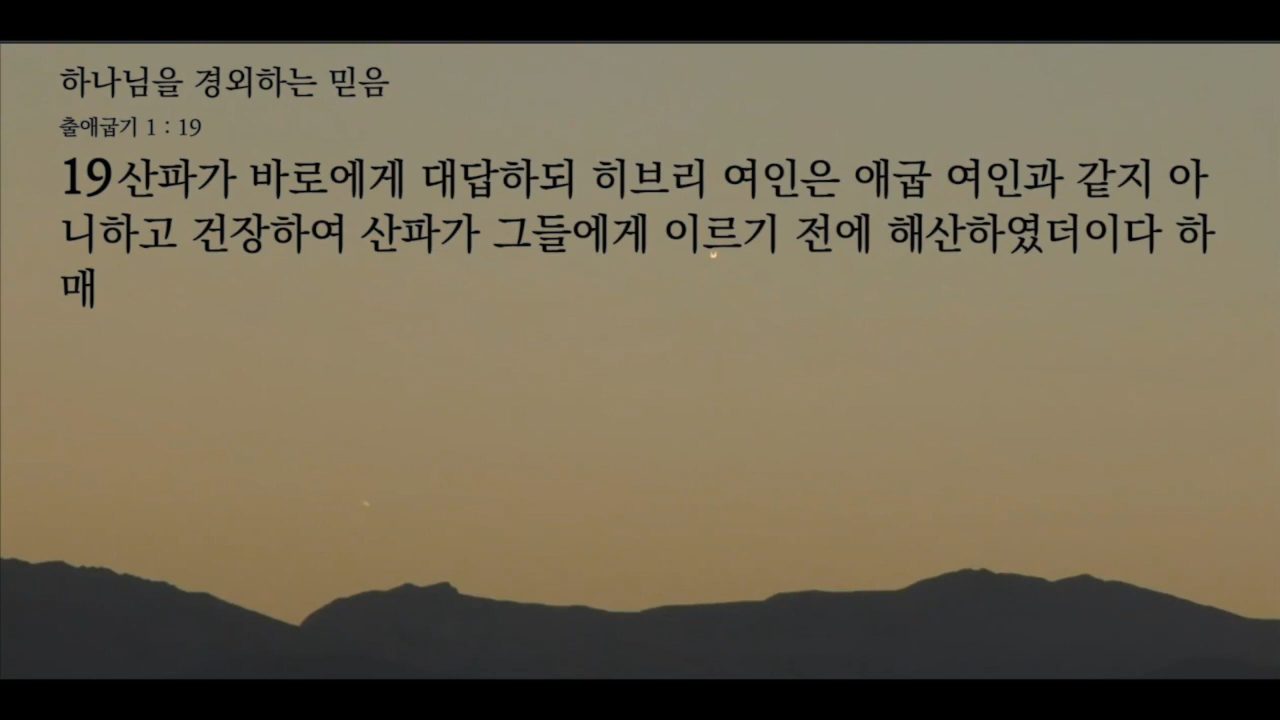 하나님을 경외하는 믿음
출애굽기 1 : 19
19산파가 바로에게 대답하되 히브리 여인은 애굽 여인과 같지 아
니하고 건장하여 산파가 그들에게 이르기 전에 해산하였더이다 하
매